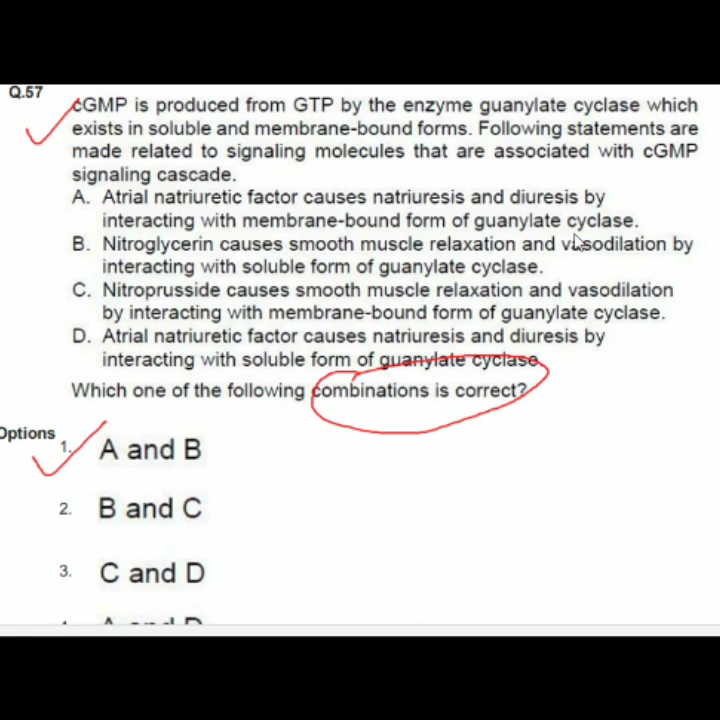 Q.57
cGMP is produced from GTP by the enzyme guanylate cyclase which
exists in soluble and membrane-bound forms. Following statements are
made related to signaling molecules that are associated with cGMP
signaling cascade.
A. Atrial natriuretic factor causes natriuresis and diuresis by
interacting with membrane-bound form of guanylate cyclase.
B. Nitroglycerin causes smooth muscle relaxation and vasodilation by
interacting with soluble form of guanylate cyclase.
C. Nitroprusside causes smooth muscle relaxation and vasodilation
by interacting with membrane-bound form of guanylate cyclase.
D. Atrial natriuretic factor causes natriuresis and diuresis by
interacting with soluble form of guanylate cyclase.
Which one of the following combinations is correct?
Options
1. A and B
2. B and C
3. C and D